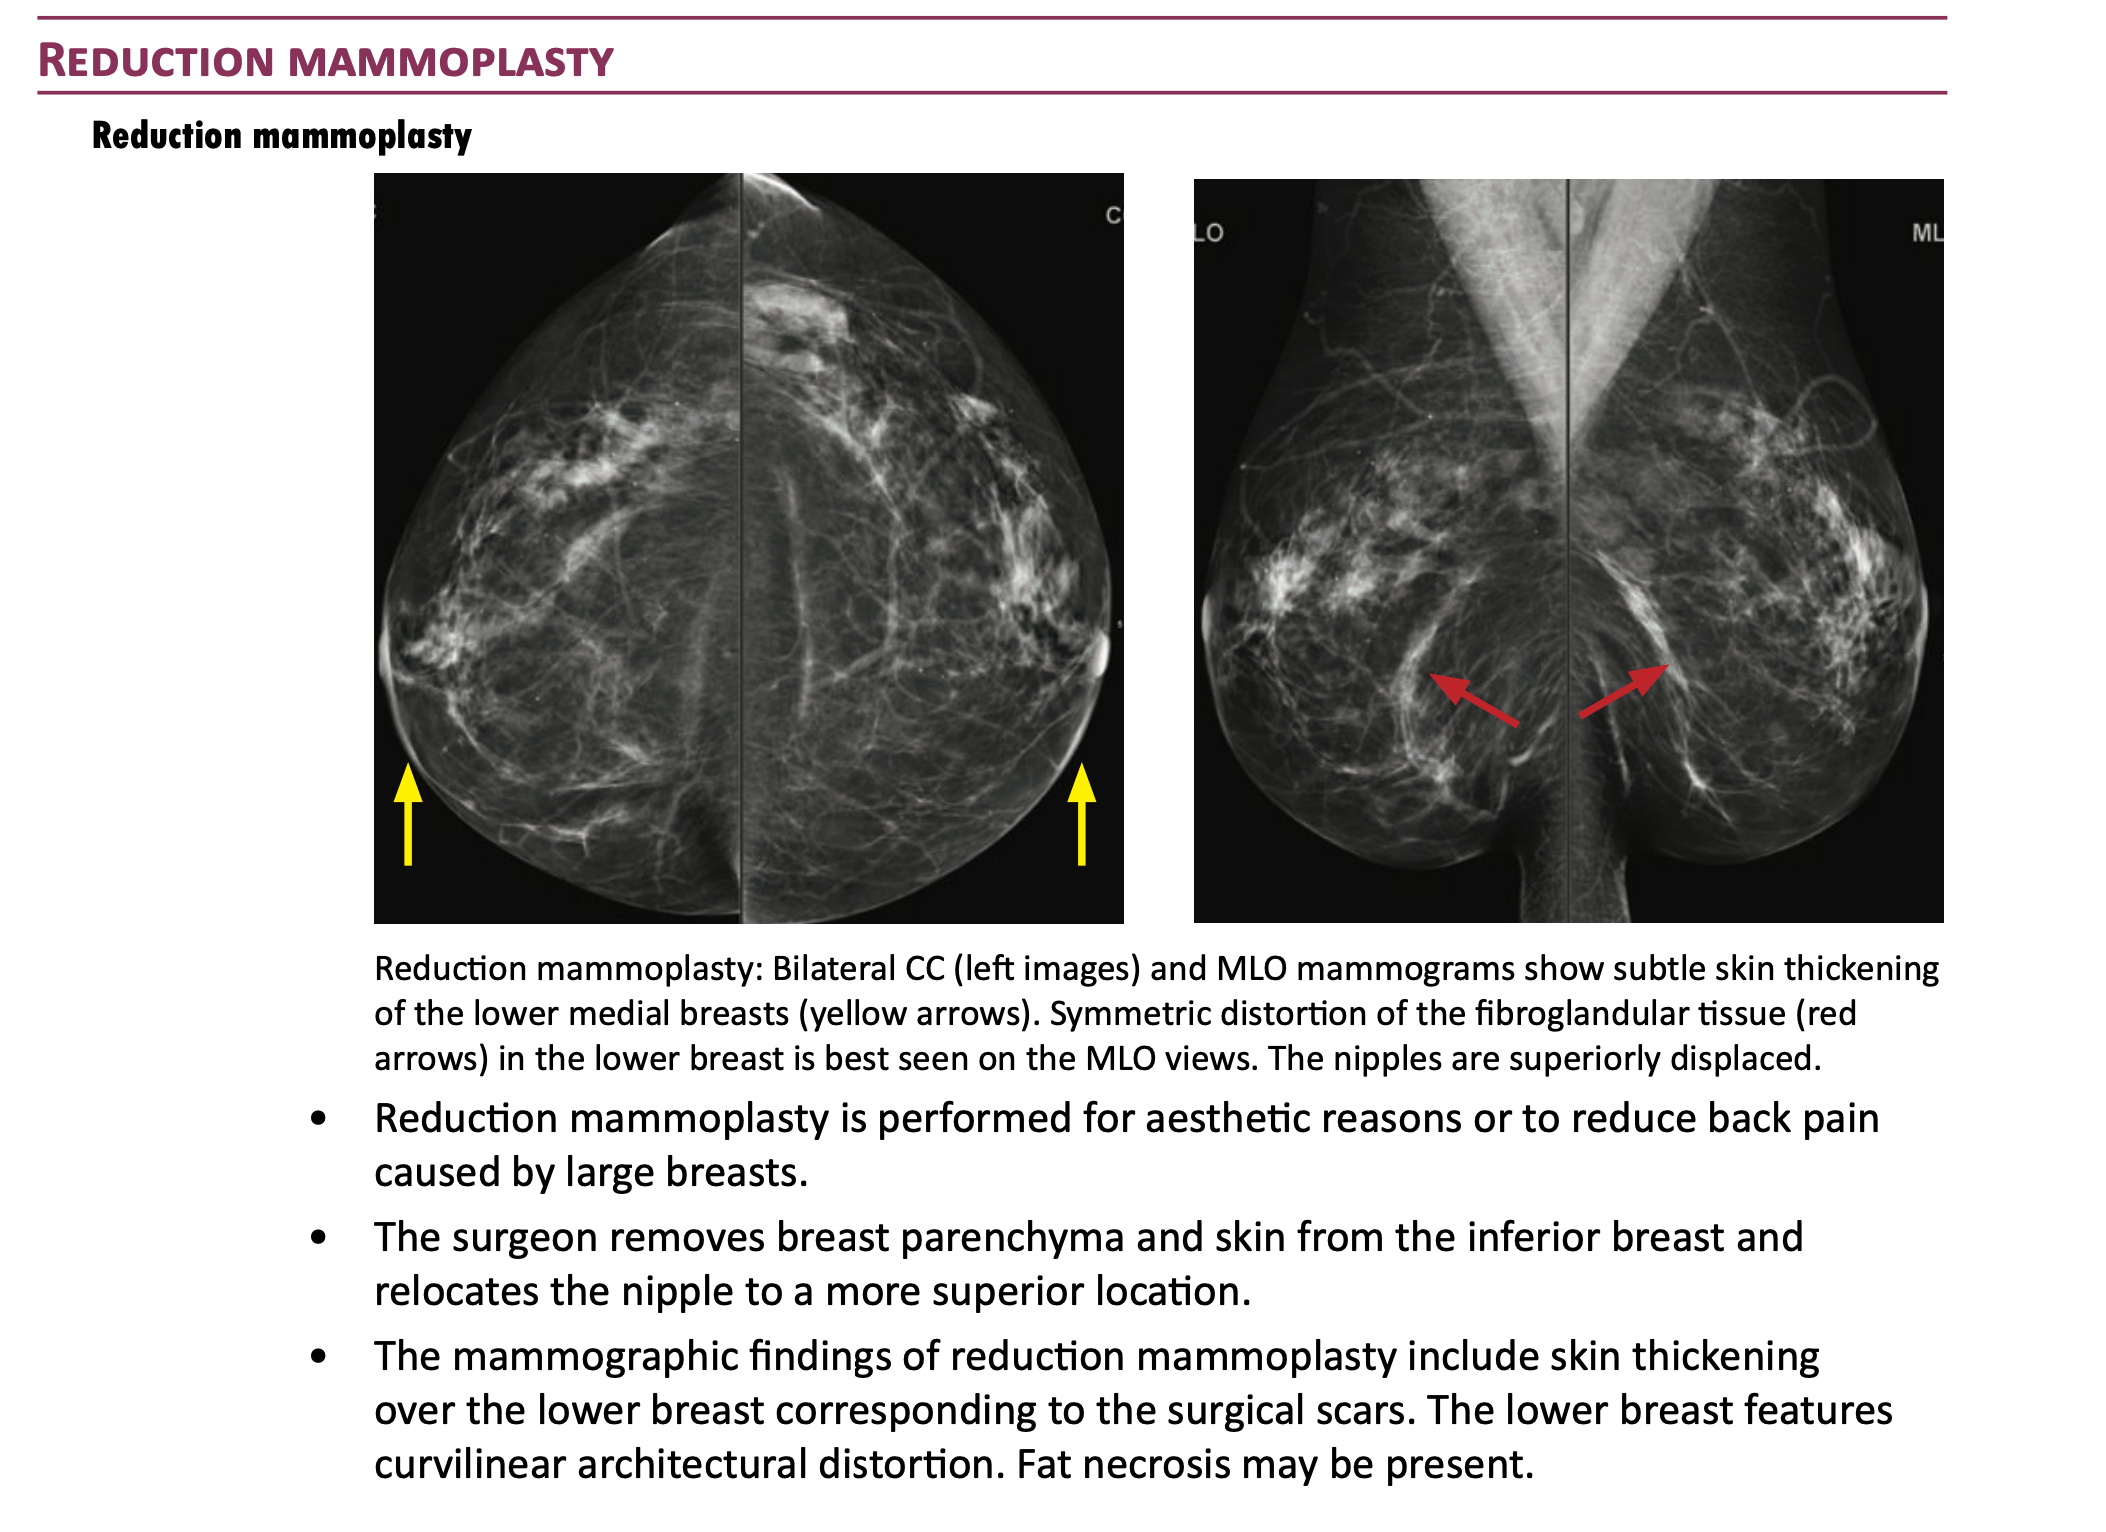 REDUCTION MAMMOPLASTY
Reduction mammoplasty
C
LO
ML
Reduction mammoplasty: Bilateral CC (left images) and MLO mammograms show subtle skin thickening
of the lower medial breasts (yellow arrows). Symmetric distortion of the fibroglandular tissue (red
arrows) in the lower breast is best seen on the MLO views. The nipples are superiorly displaced.
• Reduction mammoplasty is performed for aesthetic reasons or to reduce back pain
caused by large breasts.
• The surgeon removes breast parenchyma and skin from the inferior breast and
relocates the nipple to a more superior location.
• The mammographic findings of reduction mammoplasty include skin thickening
over the lower breast corresponding to the surgical scars. The lower breast features
curvilinear architectural distortion. Fat necrosis may be present.